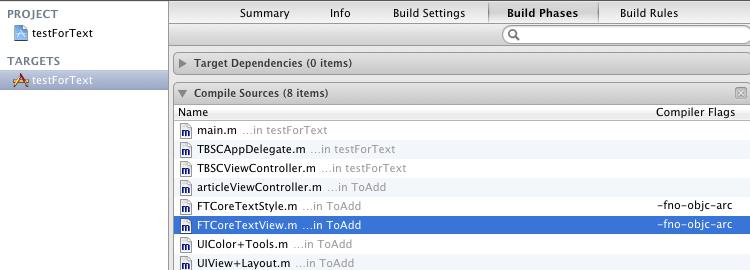 PROJECT
testForText
TARGETS
testForText
Summary Info Build Settings Build Phases Build Rules
Target Dependencies (0 items)
Compile Sources (8 items)
Name Compiler Flags
main.m ...in testForText
TBSCAppDelegate.m ...in testForText
TBSCViewController.m ...in testForText
articleViewController.m ...in ToAdd
FTCoreTextStyle.m ...in ToAdd -fno-objc-arc
FTCoreTextView.m ...in ToAdd -fno-objc-arc
UIColor+Tools.m ...in ToAdd
UIView+Layout.m ...in ToAdd